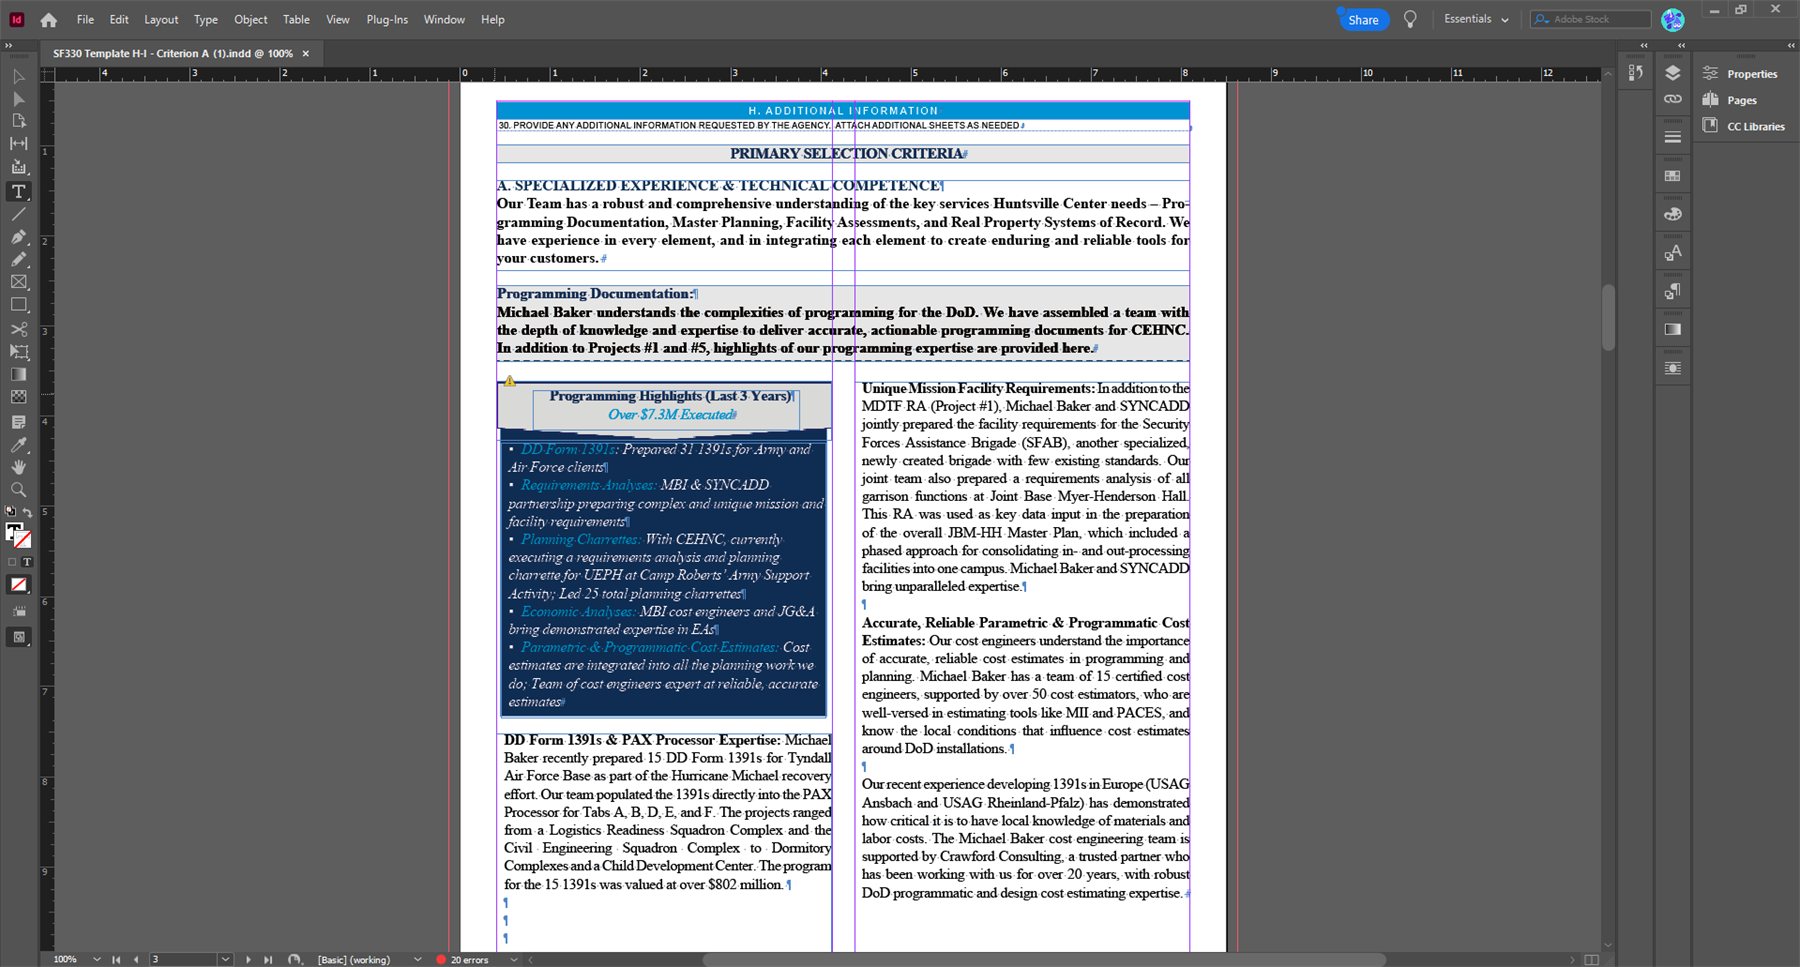 File Edit Layout Type Object Table View Plug-Ins Window Help
Share
Essentials
Adobe Stock
SF330 Template H-I - Criterion A (1).indd @ 100%
4 3 2 1 0 1 2 3 4 5 6 7 8 9 10 11 12
Properties
Pages
CC Libraries
1
2
3
4
5
6
7
8
9
H. ADDITIONAL INFORMATION
30. PROVIDE ANY ADDITIONAL INFORMATION REQUESTED BY THE AGENCY. ATTACH ADDITIONAL SHEETS AS NEEDED
PRIMARY SELECTION CRITERIA
A. SPECIALIZED EXPERIENCE & TECHNICAL COMPETENCE
Our Team has a robust and comprehensive understanding of the key services Huntsville Center needs – Pro-
gramming Documentation, Master Planning, Facility Assessments, and Real Property Systems of Record. We
have experience in every element, and in integrating each element to create enduring and reliable tools for
your customers.
Programming Documentation:
Michael Baker understands the complexities of programming for the DoD. We have assembled a team with
the depth of knowledge and expertise to deliver accurate, actionable programming documents for CEHNC.
In addition to Projects #1 and #5, highlights of our programming expertise are provided here.
Programming Highlights (Last 3 Years)
Over $7.3M Executed
• DD Form 1391s: Prepared 31 1391s for Army and
Air Force clients
• Requirements Analyses: MBI & SYNCADD
partnership preparing complex and unique mission and
facility requirements
• Planning Charrettes: With CEHNC, currently
executing a requirements analysis and planning
charrette for UEPH at Camp Roberts' Army Support
Activity; Led 25 total planning charrettes
• Economic Analyses: MBI cost engineers and JG&A
bring demonstrated expertise in EAs
• Parametric & Programmatic Cost Estimates: Cost
estimates are integrated into all the planning work we
do; Team of cost engineers expert at reliable, accurate
estimates
DD Form 1391s & PAX Processor Expertise: Michael
Baker recently prepared 15 DD Form 1391s for Tyndall
Air Force Base as part of the Hurricane Michael recovery
effort. Our team populated the 1391s directly into the PAX
Processor for Tabs A, B, D, E, and F. The projects ranged
from a Logistics Readiness Squadron Complex and the
Civil Engineering Squadron Complex to Dormitory
Complexes and a Child Development Center. The program
for the 15 1391s was valued at over $802 million.
Unique Mission Facility Requirements: In addition to the
MDTF RA (Project #1), Michael Baker and SYNCADD
jointly prepared the facility requirements for the Security
Forces Assistance Brigade (SFAB), another specialized,
newly created brigade with few existing standards. Our
joint team also prepared a requirements analysis of all
garrison functions at Joint Base Myer-Henderson Hall.
This RA was used as key data input in the preparation
of the overall JBM-HH Master Plan, which included a
phased approach for consolidating in- and out-processing
facilities into one campus. Michael Baker and SYNCADD
bring unparalleled expertise.
Accurate, Reliable Parametric & Programmatic Cost
Estimates: Our cost engineers understand the importance
of accurate, reliable cost estimates in programming and
planning. Michael Baker has a team of 15 certified cost
engineers, supported by over 50 cost estimators, who are
well-versed in estimating tools like MII and PACES, and
know the local conditions that influence cost estimates
around DoD installations.
Our recent experience developing 1391s in Europe (USAG
Ansbach and USAG Rheinland-Pfalz) has demonstrated
how critical it is to have local knowledge of materials and
labor costs. The Michael Baker cost engineering team is
supported by Crawford Consulting, a trusted partner who
has been working with us for over 20 years, with robust
DoD programmatic and design cost estimating expertise.
100% 3 [Basic] (working) 20 errors